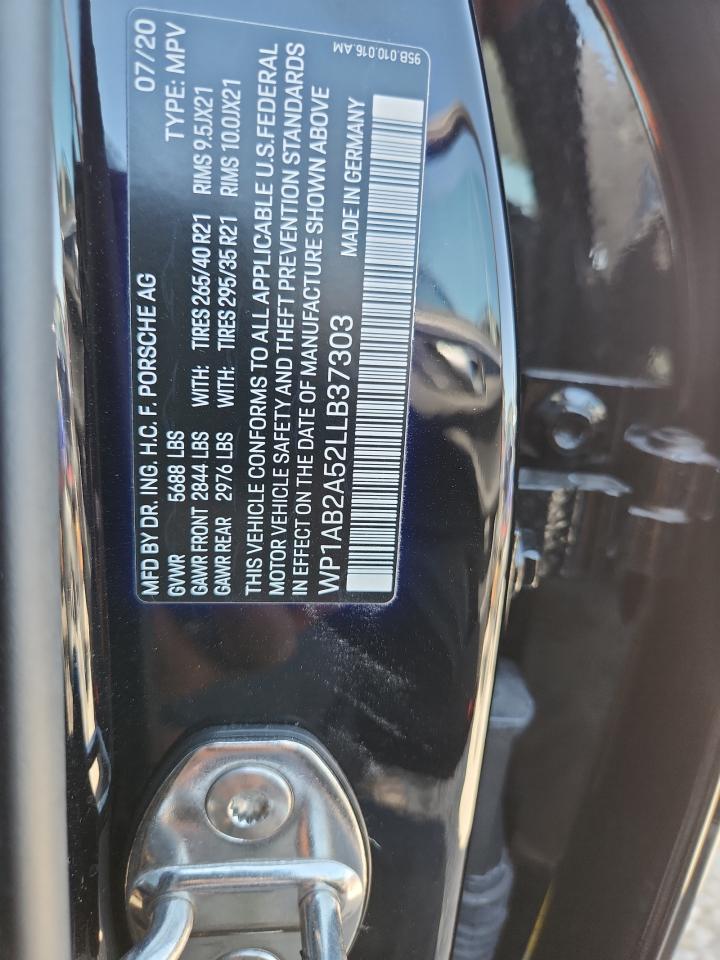 MFD BY DR. ING. H.C. F. PORSCHE AG 07/20
GVWR 5688 LBS TYPE: MPV
GAWR FRONT 2844 LBS WITH: TIRES 265/40 R21 RIMS 9.5JX21
GAWR REAR 2976 LBS WITH: TIRES 295/35 R21 RIMS 10.0JX21
THIS VEHICLE CONFORMS TO ALL APPLICABLE U.S.FEDERAL
MOTOR VEHICLE SAFETY AND THEFT PREVENTION STANDARDS
IN EFFECT ON THE DATE OF MANUFACTURE SHOWN ABOVE
WP1AB2A52LLB37303 MADE IN GERMANY
95B.010.016.AM